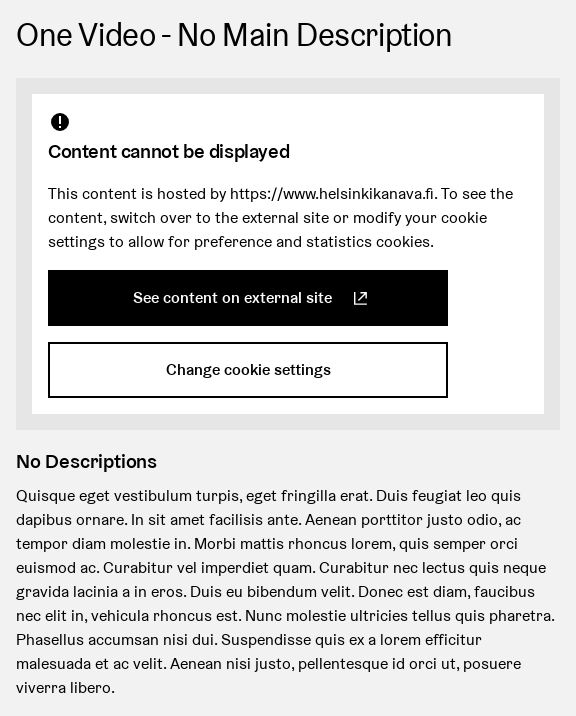 One Video - No Main Description
Content cannot be displayed
This content is hosted by https://www.helsinkikanava.fi. To see the
content, switch over to the external site or modify your cookie
settings to allow for preference and statistics cookies.
See content on external site
Change cookie settings
No Descriptions
Quisque eget vestibulum turpis, eget fringilla erat. Duis feugiat leo quis
dapibus ornare. In sit amet facilisis ante. Aenean porttitor justo odio, ac
tempor diam molestie in. Morbi mattis rhoncus lorem, quis semper orci
euismod ac. Curabitur vel imperdiet quam. Curabitur nec lectus quis neque
gravida lacinia a in eros. Duis eu bibendum velit. Donec est diam, faucibus
nec elit in, vehicula rhoncus est. Nunc molestie ultricies tellus quis pharetra.
Phasellus accumsan nisi dui. Suspendisse quis ex a lorem efficitur
malesuada et ac velit. Aenean nisi justo, pellentesque id orci ut, posuere
viverra libero.